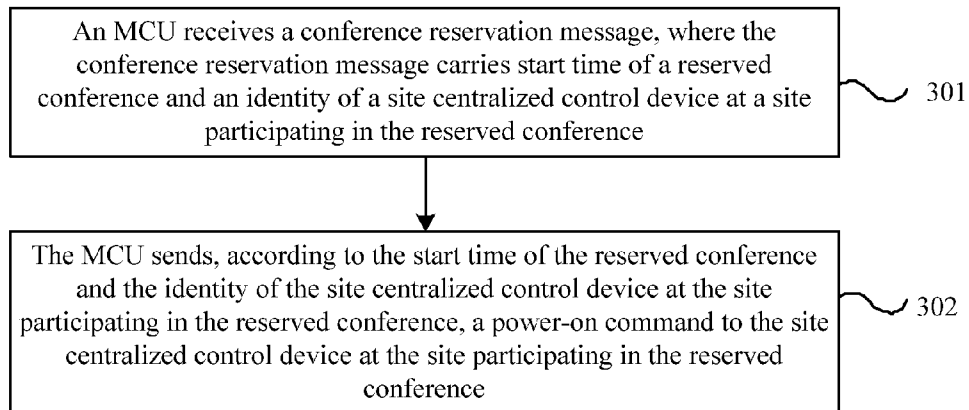 An MCU receives a conference reservation message, where the
conference reservation message carries start time of a reserved
conference and an identity of a site centralized control device at a site
participating in the reserved conference
301
The MCU sends, according to the start time of the reserved conference
and the identity of the site centralized control device at the site
participating in the reserved conference, a power-on command to the site
centralized control device at the site participating in the reserved
conference
302